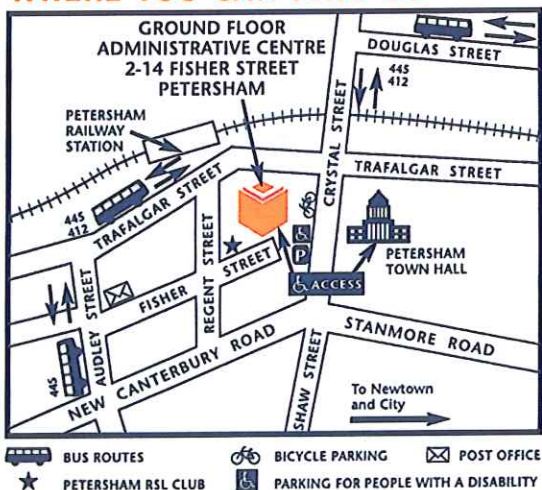 GROUND FLOOR
ADMINISTRATIVE CENTRE
2-14 FISHER STREET
PETERSHAM
DOUGLAS STREET
445
412
PETERSHAM
RAILWAY
STATION
CRYSTAL STREET
TRAFALGAR STREET
445
412
TRAFALGAR STREET
REGENT STREET
P
ACCESS
PETERSHAM
TOWN HALL
FISHER STREET
AUDLEY STREET
445
NEW CANTERBURY ROAD
STANMORE ROAD
SHAW STREET
To Newtown
and City
BUS ROUTES
BICYCLE PARKING
POST OFFICE
PETERSHAM RSL CLUB
PARKING FOR PEOPLE WITH A DISABILITY